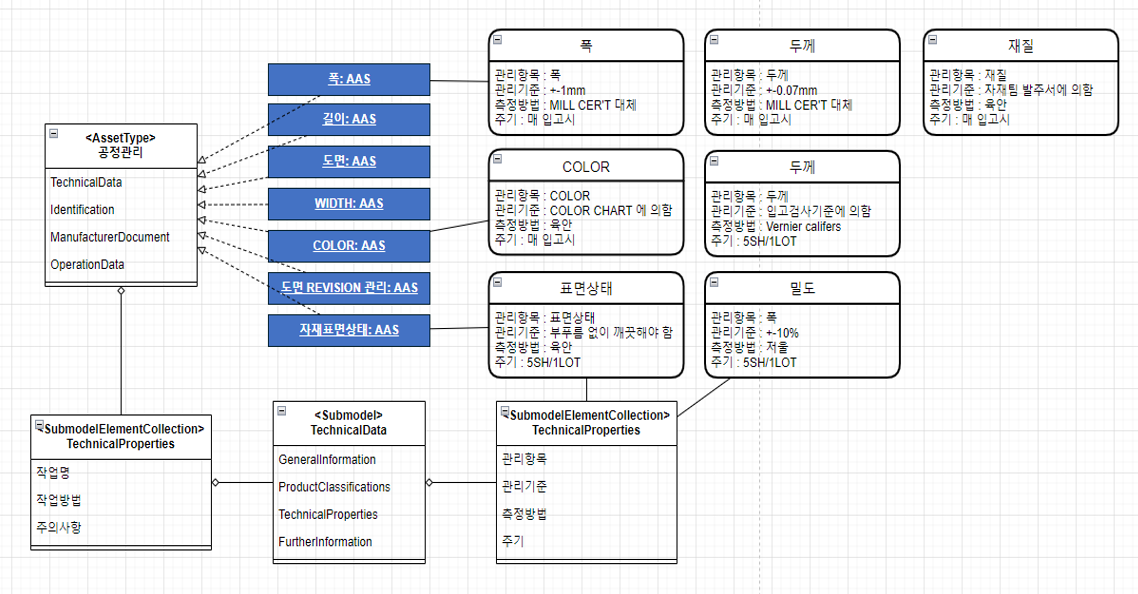 <AssetType>
공정관리
TechnicalData
Identification
ManufacturerDocument
OperationData
폭: AAS
길이: AAS
도면: AAS
WIDTH: AAS
COLOR: AAS
도면 REVISION 관리: AAS
자재표면상태: AAS
폭
관리항목 : 폭
관리기준 : +-1mm
측정방법 : MILL CER'T 대체
주기 : 매 입고시
두께
관리항목 : 두께
관리기준 : +-0.07mm
측정방법 : MILL CER'T 대체
주기 : 매 입고시
재질
관리항목 : 재질
관리기준 : 자재팀 발주서에 의함
측정방법 : 육안
주기 : 매 입고시
COLOR
관리항목 : COLOR
관리기준 : COLOR CHART 에 의함
측정방법 : 육안
주기 : 매 입고시
두께
관리항목 : 두께
관리기준 : 입고검사기준에 의함
측정방법 : Vernier califers
주기 : 5SH/1LOT
표면상태
관리항목 : 표면상태
관리기준 : 부푸름 없이 깨끗해야 함
측정방법 : 육안
주기 : 5SH/1LOT
밀도
관리항목 : 폭
관리기준 : +-10%
측정방법 : 저울
주기 : 5SH/1LOT
<SubmodelElementCollection>
TechnicalProperties
작업명
작업방법
주의사항
<Submodel>
TechnicalData
GeneralInformation
ProductClassifications
TechnicalProperties
FurtherInformation
<SubmodelElementCollection>
TechnicalProperties
관리항목
관리기준
측정방법
주기